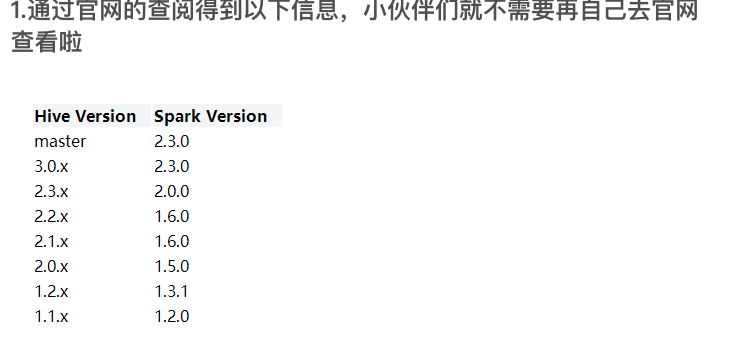 1.通过官网的查阅得到以下信息，小伙伴们就不需要再自己去官网
查看啦
Hive Version Spark Version
master 2.3.0
3.0.x 2.3.0
2.3.x 2.0.0
2.2.x 1.6.0
2.1.x 1.6.0
2.0.x 1.5.0
1.2.x 1.3.1
1.1.x 1.2.0